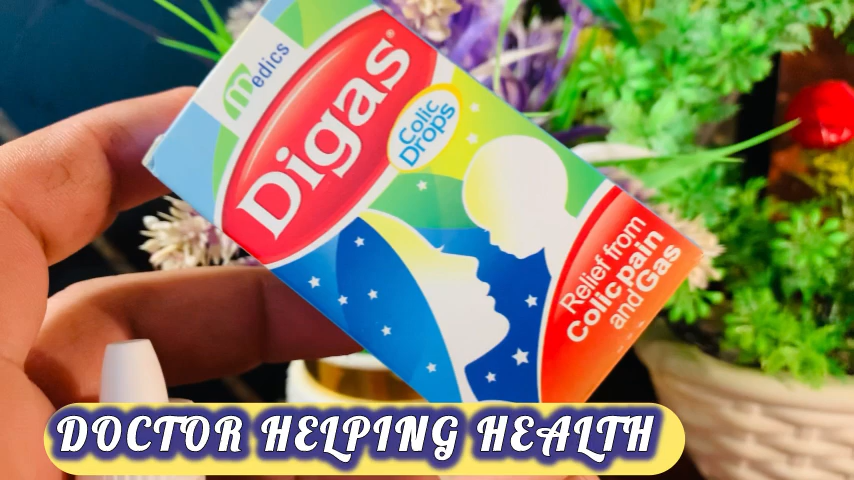 medics
Digas®
Colic
Drops
Relief from
Colic pain
and Gas
DOCTOR HELPING HEALTH